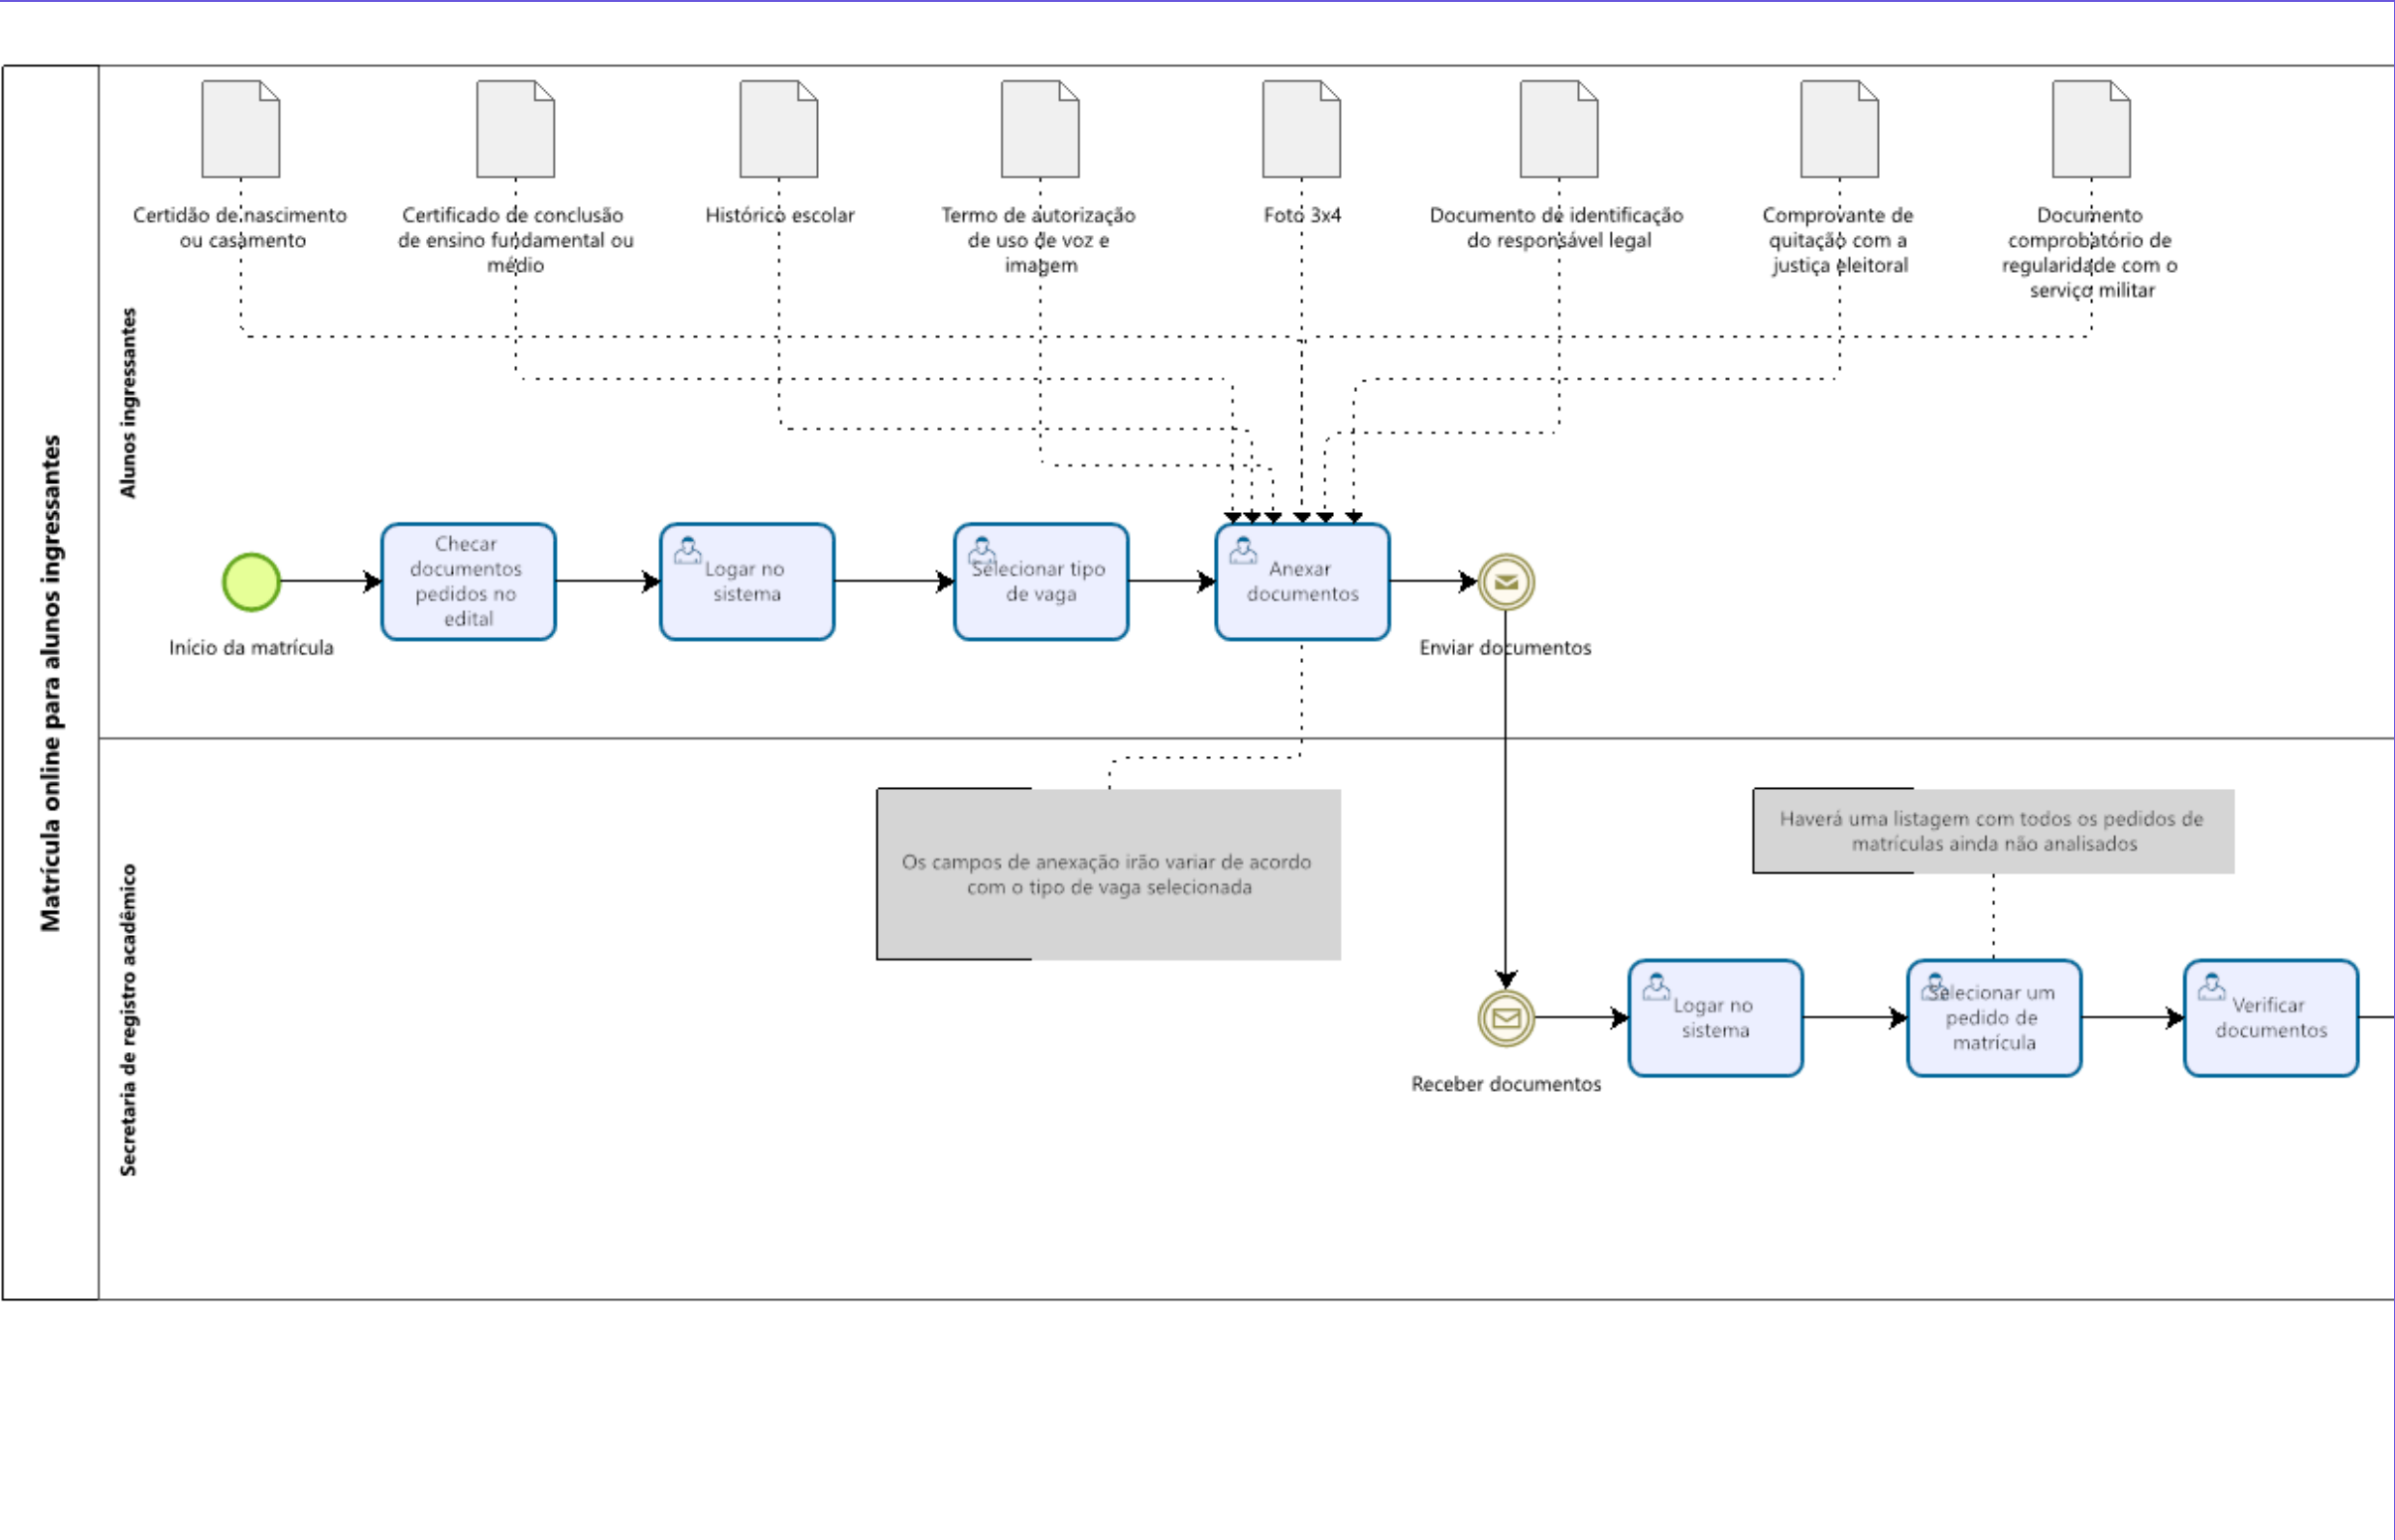 Matrícula online para alunos ingressantes
Alunos ingressantes
Certidão de nascimento
ou casamento
Certificado de conclusão
de ensino fundamental ou
médio
Histórico escolar
Termo de autorização
de uso de voz e
imagem
Foto 3x4
Documento de identificação
do responsável legal
Comprovante de
quitação com a
justiça eleitoral
Documento
comprobatório de
regularidade com o
serviço militar
Início da matrícula
Checar
documentos
pedidos no
edital
Logar no
sistema
Selecionar tipo
de vaga
Anexar
documentos
Enviar documentos
Secretaria de registro acadêmico
Os campos de anexação irão variar de acordo
com o tipo de vaga selecionada
Haverá uma listagem com todos os pedidos de
matrículas ainda não analisados
Receber documentos
Logar no
sistema
Selecionar um
pedido de
matrícula
Verificar
documentos